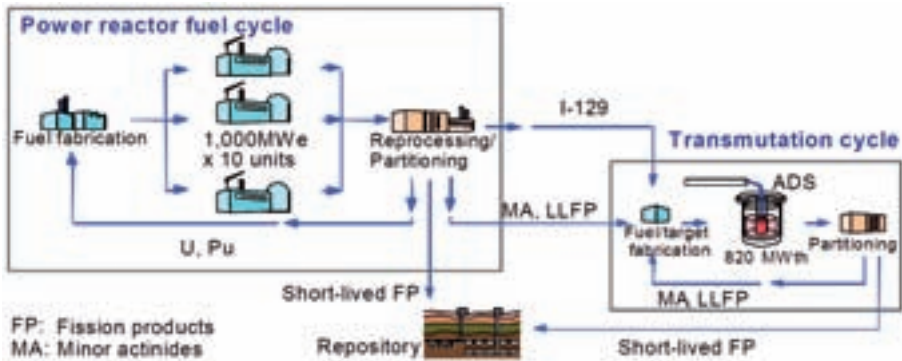 Power reactor fuel cycle
Fuel fabrication
1,000MWe
x 10 units
Reprocessing/
Partitioning
I-129
Transmutation cycle
ADS
MA, LLFP
Fuel target
fabrication
820 MWth
Partitioning
U, Pu
MA, LLFP
Short-lived FP
FP: Fission products
MA: Minor actinides
Repository
Short-lived FP